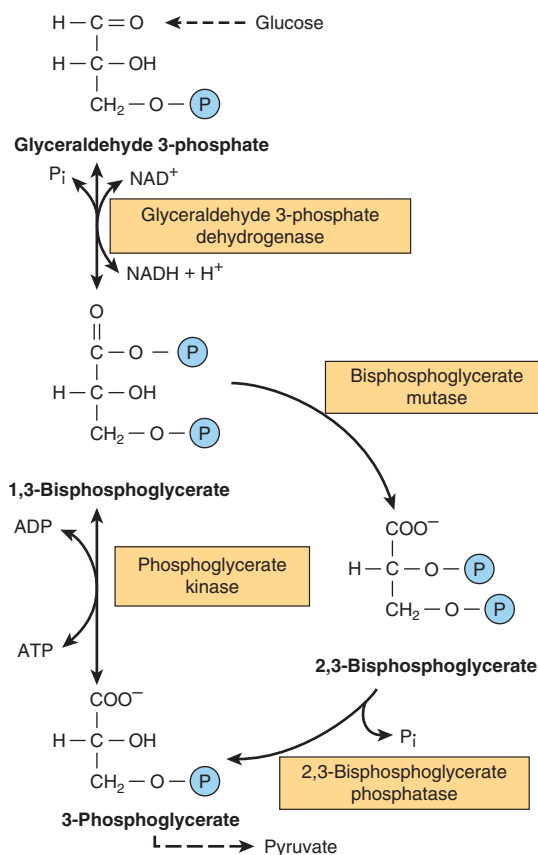 H — C = O
Glucose
H — C — OH
CH₂ — O — P
Glyceraldehyde 3-phosphate
Pi
NAD⁺
Glyceraldehyde 3-phosphate
dehydrogenase
NADH + H⁺
O
C — O — P
H — C — OH
CH₂ — O — P
Bisphosphoglycerate
mutase
1,3-Bisphosphoglycerate
ADP
Phosphoglycerate
kinase
ATP
COO⁻
H — C — O — P
CH₂ — O — P
2,3-Bisphosphoglycerate
COO⁻
H — C — OH
CH₂ — O — P
Pi
2,3-Bisphosphoglycerate
phosphatase
3-Phosphoglycerate
Pyruvate